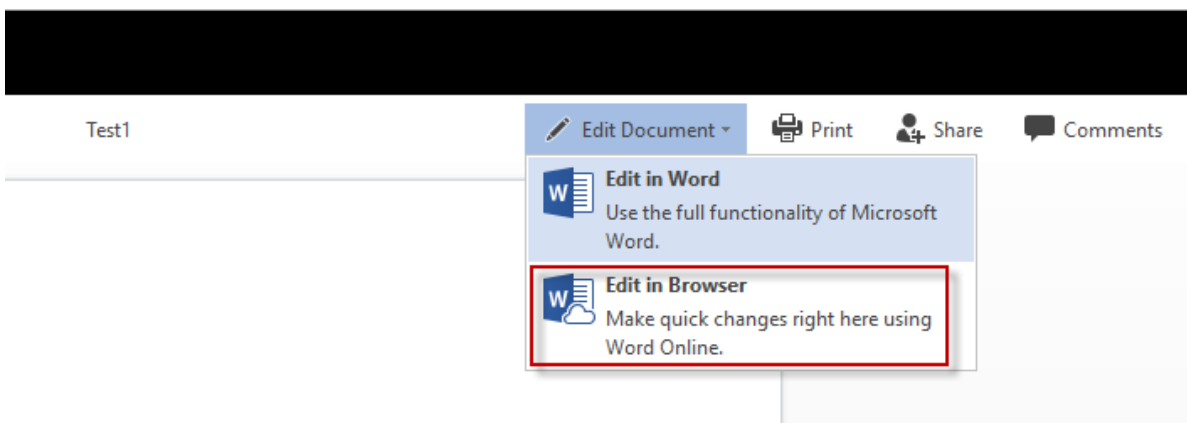 Test1
Edit Document
Print
Share
Comments
W
Edit in Word
Use the full functionality of Microsoft
Word.
W
Edit in Browser
Make quick changes right here using
Word Online.